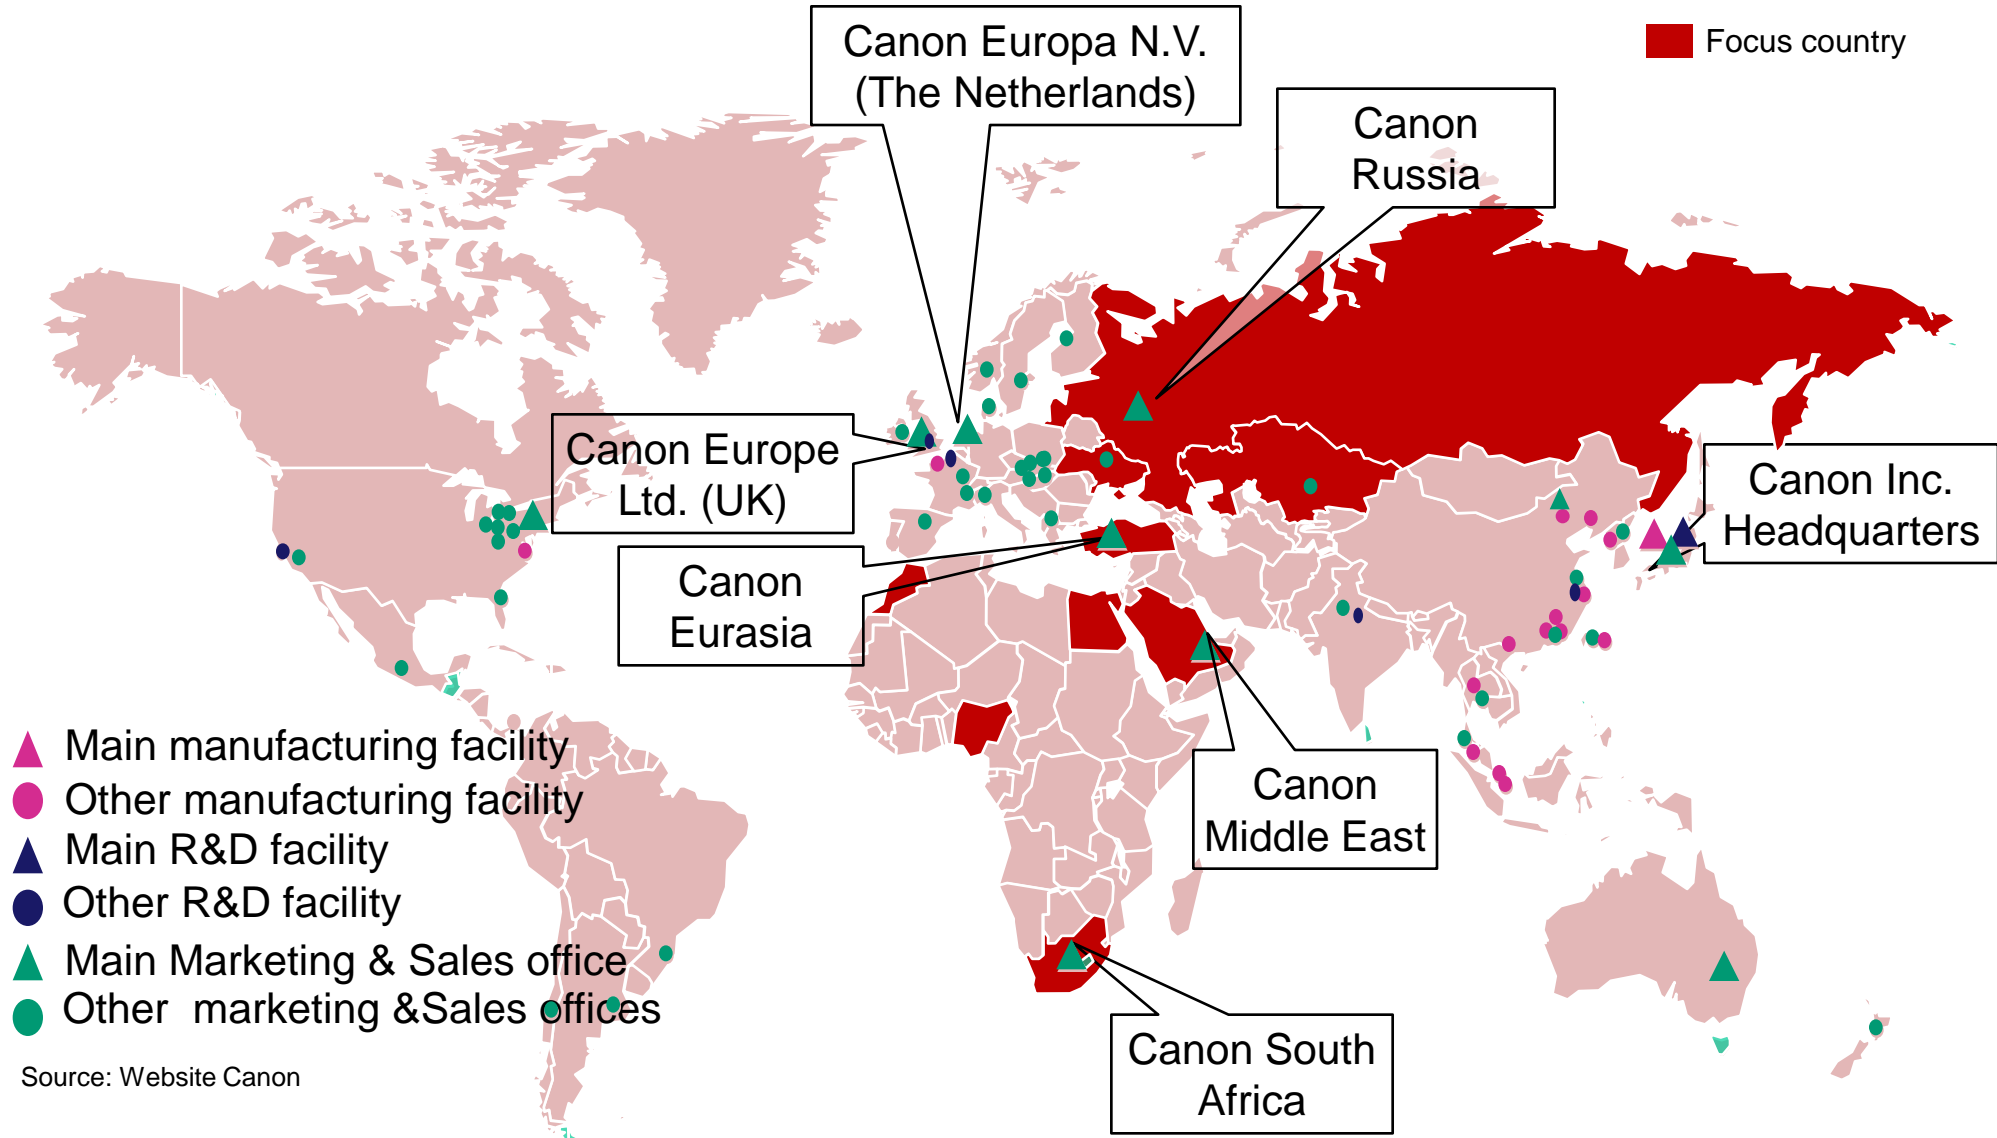 Canon Europa N.V.
(The Netherlands)
Focus country
Canon
Russia
Canon Europe
Ltd. (UK)
Canon Inc.
Headquarters
Canon
Eurasia
Main manufacturing facility
Other manufacturing facility
Main R&D facility
Other R&D facility
Main Marketing & Sales office
Other  marketing &Sales offices
Canon
Middle East
Canon South
Africa
Source: Website Canon